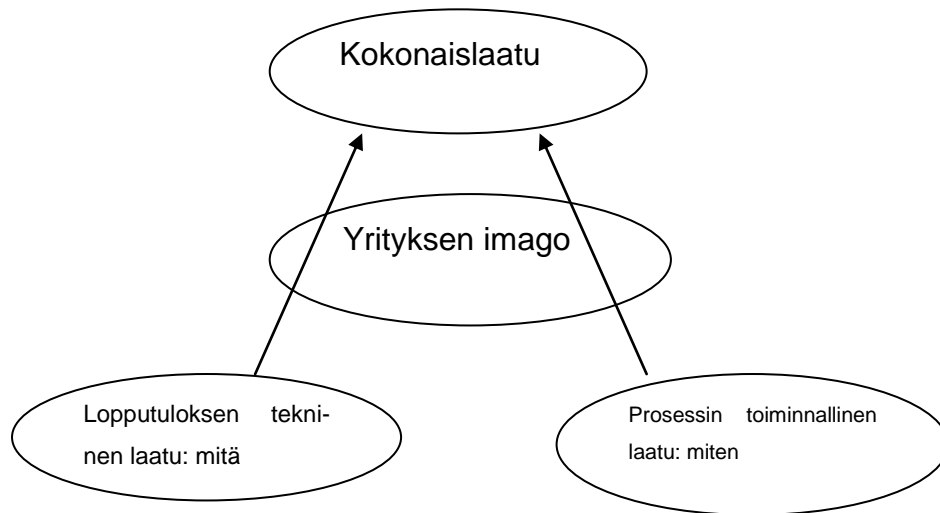 Kokonaislaatu
Yrityksen imago
Lopputuloksen tekni-
nen laatu: mitä
Prosessin toiminnallinen
laatu: miten